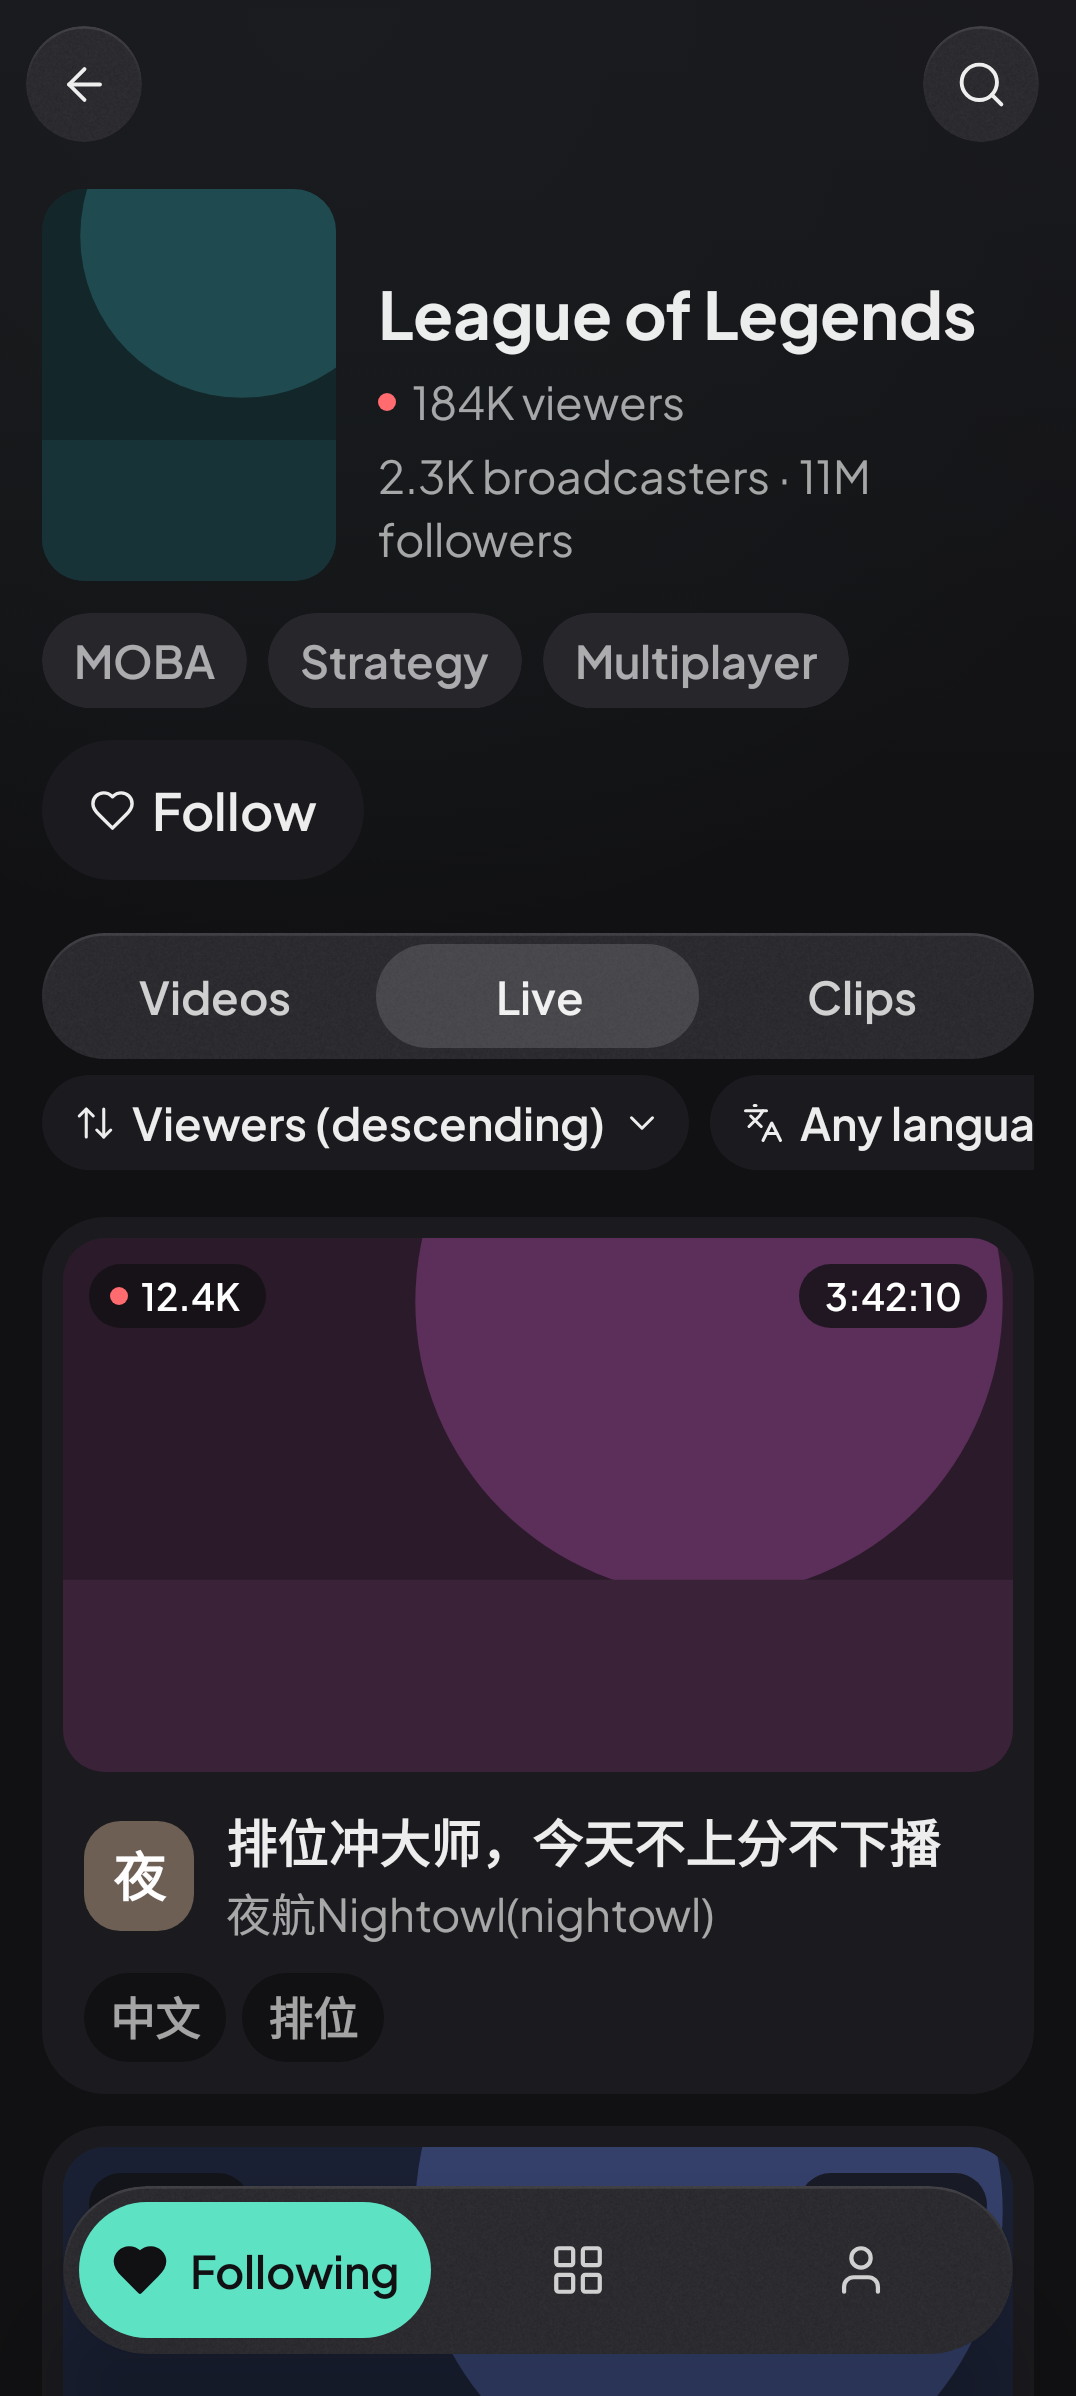 League of Legends
184K viewers
2.3K broadcasters · 11M
followers
MOBA
Strategy
Multiplayer
Follow
Videos
Live
Clips
Viewers (descending)
Any langua
12.4K
3:42:10
夜
排位冲大师，今天不上分不下播
夜航Nightowl(nightowl)
中文
排位
Following